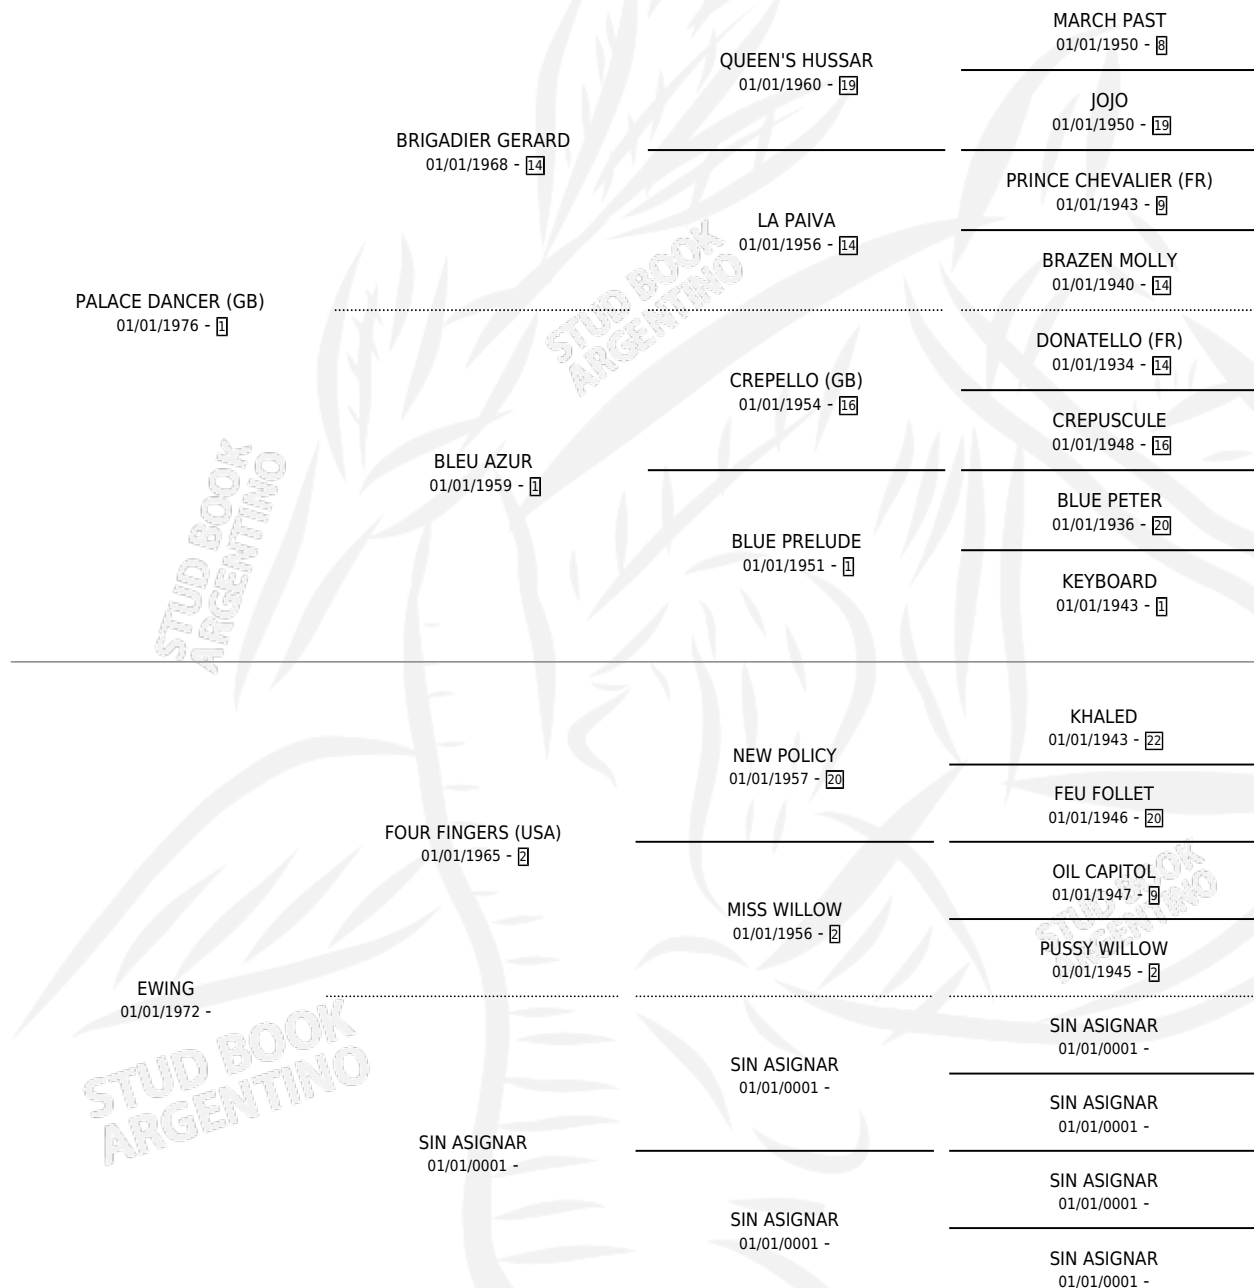 MARCH PAST
01/01/1950 - 8
QUEEN'S HUSSAR
01/01/1960 - 19
JOJO
01/01/1950 - 19
BRIGADIER GERARD
01/01/1968 - 14
PRINCE CHEVALIER (FR)
01/01/1943 - 9
LA PAIVA
01/01/1956 - 14
BRAZEN MOLLY
01/01/1940 - 14
PALACE DANCER (GB)
01/01/1976 - 1
DONATELLO (FR)
01/01/1934 - 14
CREPELLO (GB)
01/01/1954 - 16
CREPUSCULE
01/01/1948 - 16
BLEU AZUR
01/01/1959 - 1
BLUE PETER
01/01/1936 - 20
BLUE PRELUDE
01/01/1951 - 1
KEYBOARD
01/01/1943 - 1
KHALED
01/01/1943 - 22
NEW POLICY
01/01/1957 - 20
FEU FOLLET
01/01/1946 - 20
FOUR FINGERS (USA)
01/01/1965 - 2
OIL CAPITOL
01/01/1947 - 9
MISS WILLOW
01/01/1956 - 2
PUSSY WILLOW
01/01/1945 - 2
EWING
01/01/1972 -
SIN ASIGNAR
01/01/0001 -
SIN ASIGNAR
01/01/0001 -
SIN ASIGNAR
01/01/0001 -
SIN ASIGNAR
01/01/0001 -
SIN ASIGNAR
01/01/0001 -
SIN ASIGNAR
01/01/0001 -
SIN ASIGNAR
01/01/0001 -
STUD BOOK
ARGENTINO
STUD BOOK
ARGENTINO
STUD BOOK
ARGENTINO
STUD BOOK
ARGENTINO